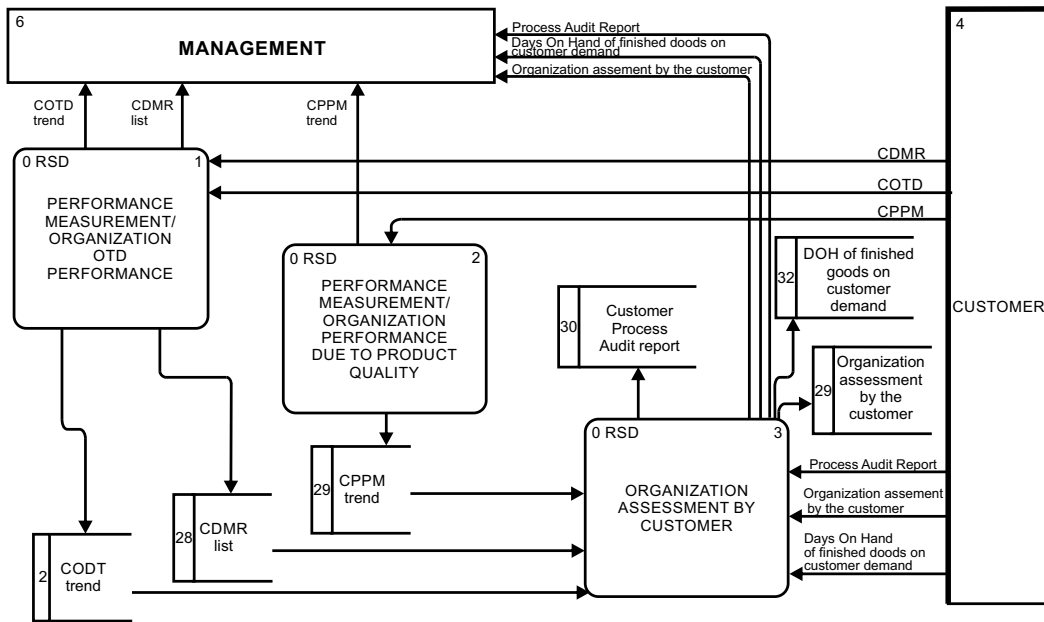 6
MANAGEMENT
Process Audit Report
Days On Hand of finished doods on
customer demand
Organization assement by the customer
4
CUSTOMER
COTD
trend
CDMR
list
CPPM
trend
CDMR
COTD
CPPM
0 RSD
1
PERFORMANCE
MEASUREMENT/
ORGANIZATION
OTD
PERFORMANCE
0 RSD
2
PERFORMANCE
MEASUREMENT/
ORGANIZATION
PERFORMANCE
DUE TO PRODUCT
QUALITY
32
DOH of finished
goods on
customer
demand
30
Customer
Process
Audit report
29
Organization
assessment
by the
customer
0 RSD
3
ORGANIZATION
ASSESSMENT BY
CUSTOMER
Process Audit Report
Organization assement
by the customer
Days On Hand
of finished doods on
customer demand
29
CPPM
trend
28
CDMR
list
2
CODT
trend